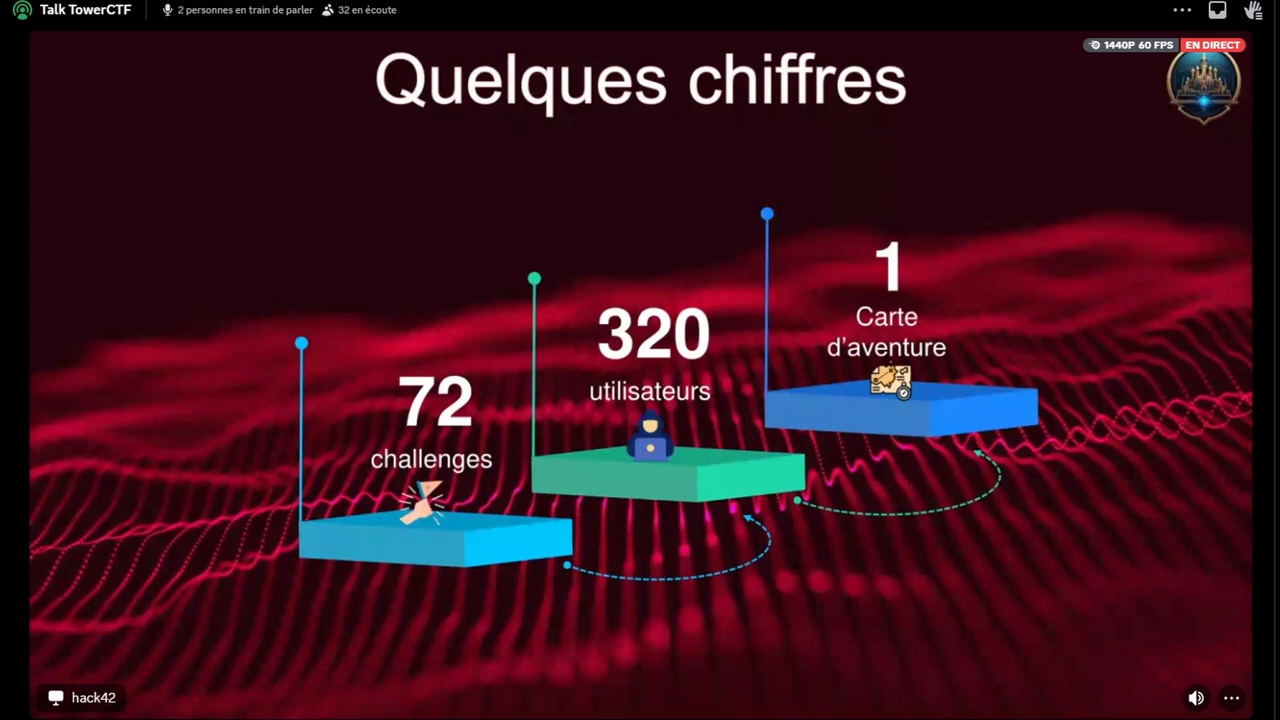 Talk TowerCTF
2 personnes en train de parler
32 en écoute
1440P 60 FPS
EN DIRECT
Quelques chiffres
1
Carte
d'aventure
320
utilisateurs
72
challenges
hack42